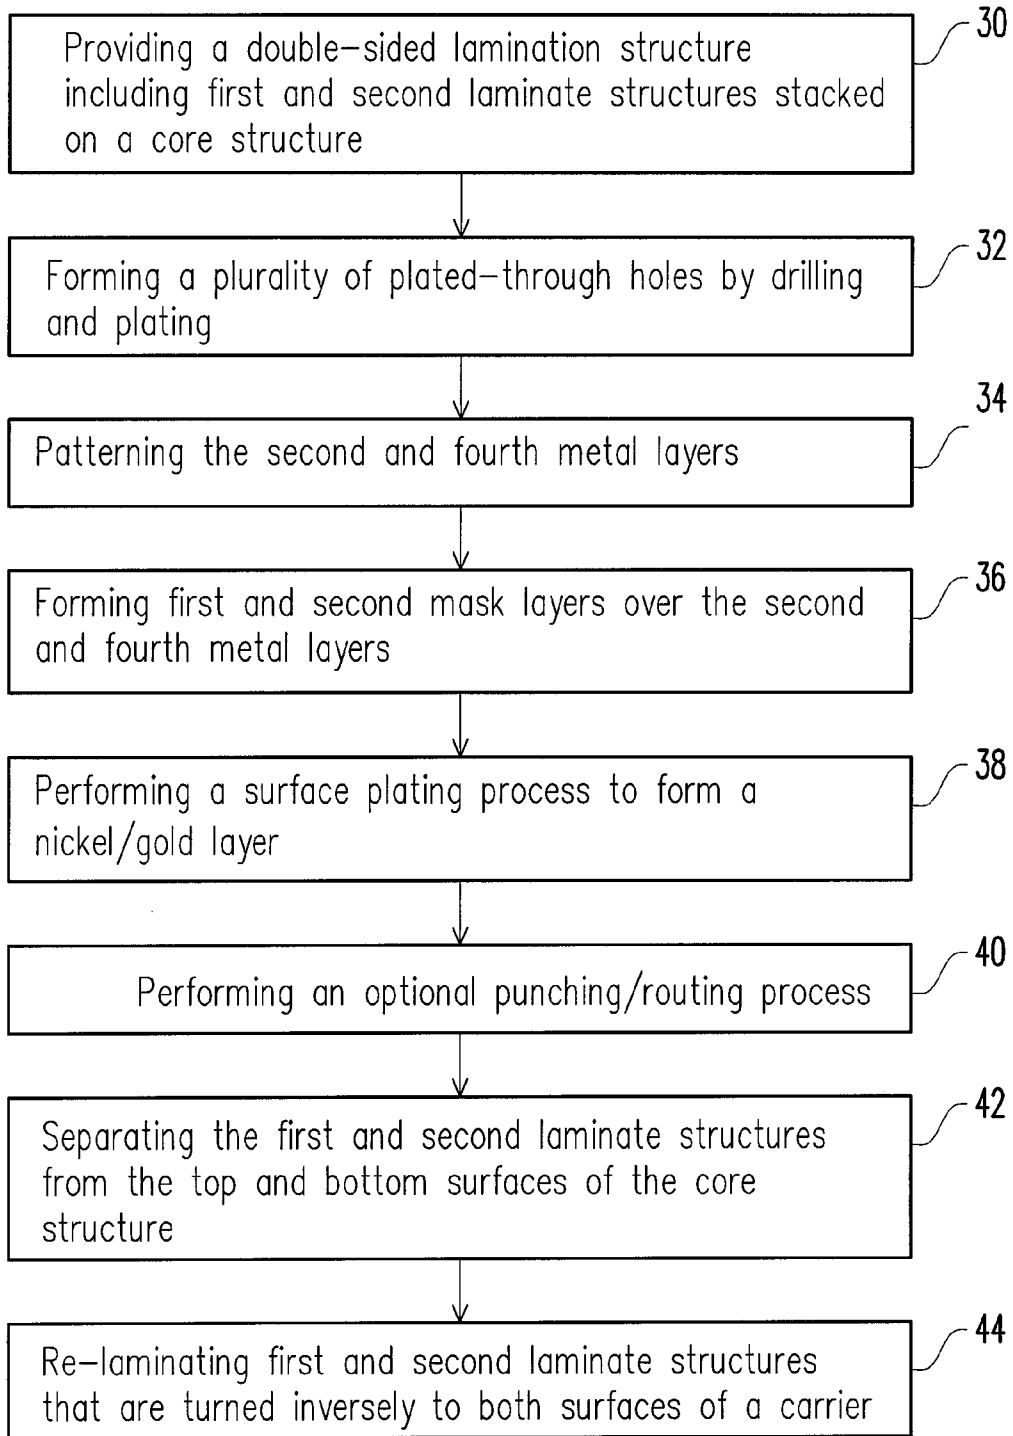 30
Providing a double-sided lamination structure
including first and second laminate structures stacked
on a core structure
32
Forming a plurality of plated-through holes by drilling
and plating
34
Patterning the second and fourth metal layers
36
Forming first and second mask layers over the second
and fourth metal layers
38
Performing a surface plating process to form a
nickel/gold layer
40
Performing an optional punching/routing process
42
Separating the first and second laminate structures
from the top and bottom surfaces of the core
structure
44
Re-laminating first and second laminate structures
that are turned inversely to both surfaces of a carrier